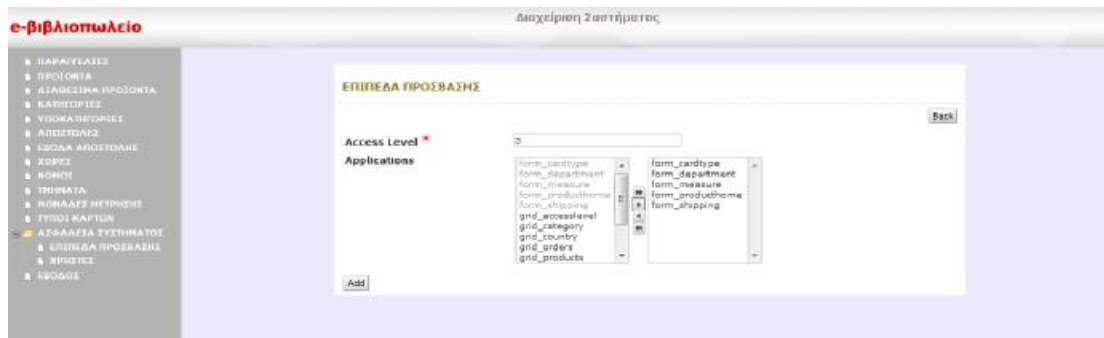 e-βιβλιοπωλείο
Διαχείριση Συστήματος
ΠΑΡΑΓΓΕΛΙΕΣ
ΠΡΟΪΟΝΤΑ
ΔΙΑΘΕΣΙΜΑ ΠΡΟΪΟΝΤΑ
ΚΑΤΗΓΟΡΙΕΣ
ΥΠΟΚΑΤΗΓΟΡΙΕΣ
ΑΠΟΣΤΟΛΕΣ
ΕΞΟΔΑ ΑΠΟΣΤΟΛΗΣ
ΧΩΡΕΣ
ΝΟΜΟΙ
ΤΜΗΜΑΤΑ
ΜΟΝΑΔΕΣ ΜΕΤΡΗΣΗΣ
ΤΥΠΟΙ ΚΑΡΤΩΝ
ΑΣΦΑΛΕΙΑ ΣΥΣΤΗΜΑΤΟΣ
ΕΠΙΠΕΔΑ ΠΡΟΣΒΑΣΗΣ
ΧΡΗΣΤΕΣ
ΕΞΟΔΟΣ
ΕΠΙΠΕΔΑ ΠΡΟΣΒΑΣΗΣ
Back
Access Level *
Applications
form_cardtype
form_department
form_measure
form_producthome
form_shipping
grid_accesslevel
grid_category
grid_country
grid_orders
grid_products
form_cardtype
form_department
form_measure
form_producthome
form_shipping
Add